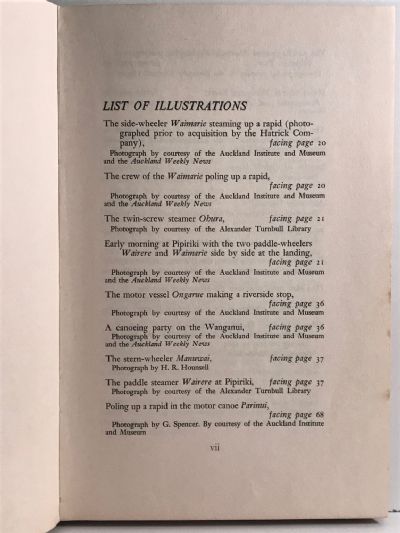 LIST OF ILLUSTRATIONS
The side-wheeler Waimarie steaming up a rapid (photo-
graphed prior to acquisition by the Hatrick Com-
pany), facing page 20
Photograph by courtesy of the Auckland Institute and Museum
and the Auckland Weekly News
The crew of the Waimarie poling up a rapid,
facing page 20
Photograph by courtesy of the Auckland Institute and Museum
and the Auckland Weekly News
The twin-screw steamer Ohura, facing page 21
Photograph by courtesy of the Alexander Turnbull Library
Early morning at Pipiriki with the two paddle-wheelers
Wairere and Waimarie side by side at the landing,
facing page 21
Photograph by courtesy of the Auckland Institute and Museum
and the Auckland Weekly News
The motor vessel Ongarue making a riverside stop,
facing page 36
Photograph by courtesy of the Auckland Institute and Museum
A canoeing party on the Wanganui, facing page 36
Photograph by courtesy of the Auckland Institute and Museum
and the Auckland Weekly News
The stern-wheeler Manuwai, facing page 37
Photograph by H. R. Hounsell
The paddle steamer Wairere at Pipiriki, facing page 37
Photograph by courtesy of the Alexander Turnbull Library
Poling up a rapid in the motor canoe Parinui,
facing page 68
Photograph by G. Spencer. By courtesy of the Auckland Institute
and Museum
vii